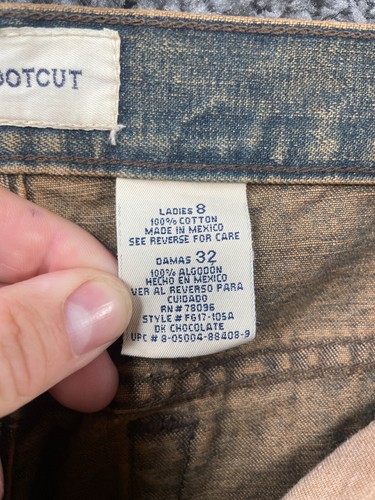 OOTCUT
LADIES 8
100% COTTON
MADE IN MEXICO
SEE REVERSE FOR CARE
DAMAS 32
100% ALGODÓN
HECHO EN MEXICO
VER AL REVERSO PARA
CUIDADO
RN # 78096
STYLE # F617-105A
DK CHOCOLATE
UPC # 8-05004-88408-9